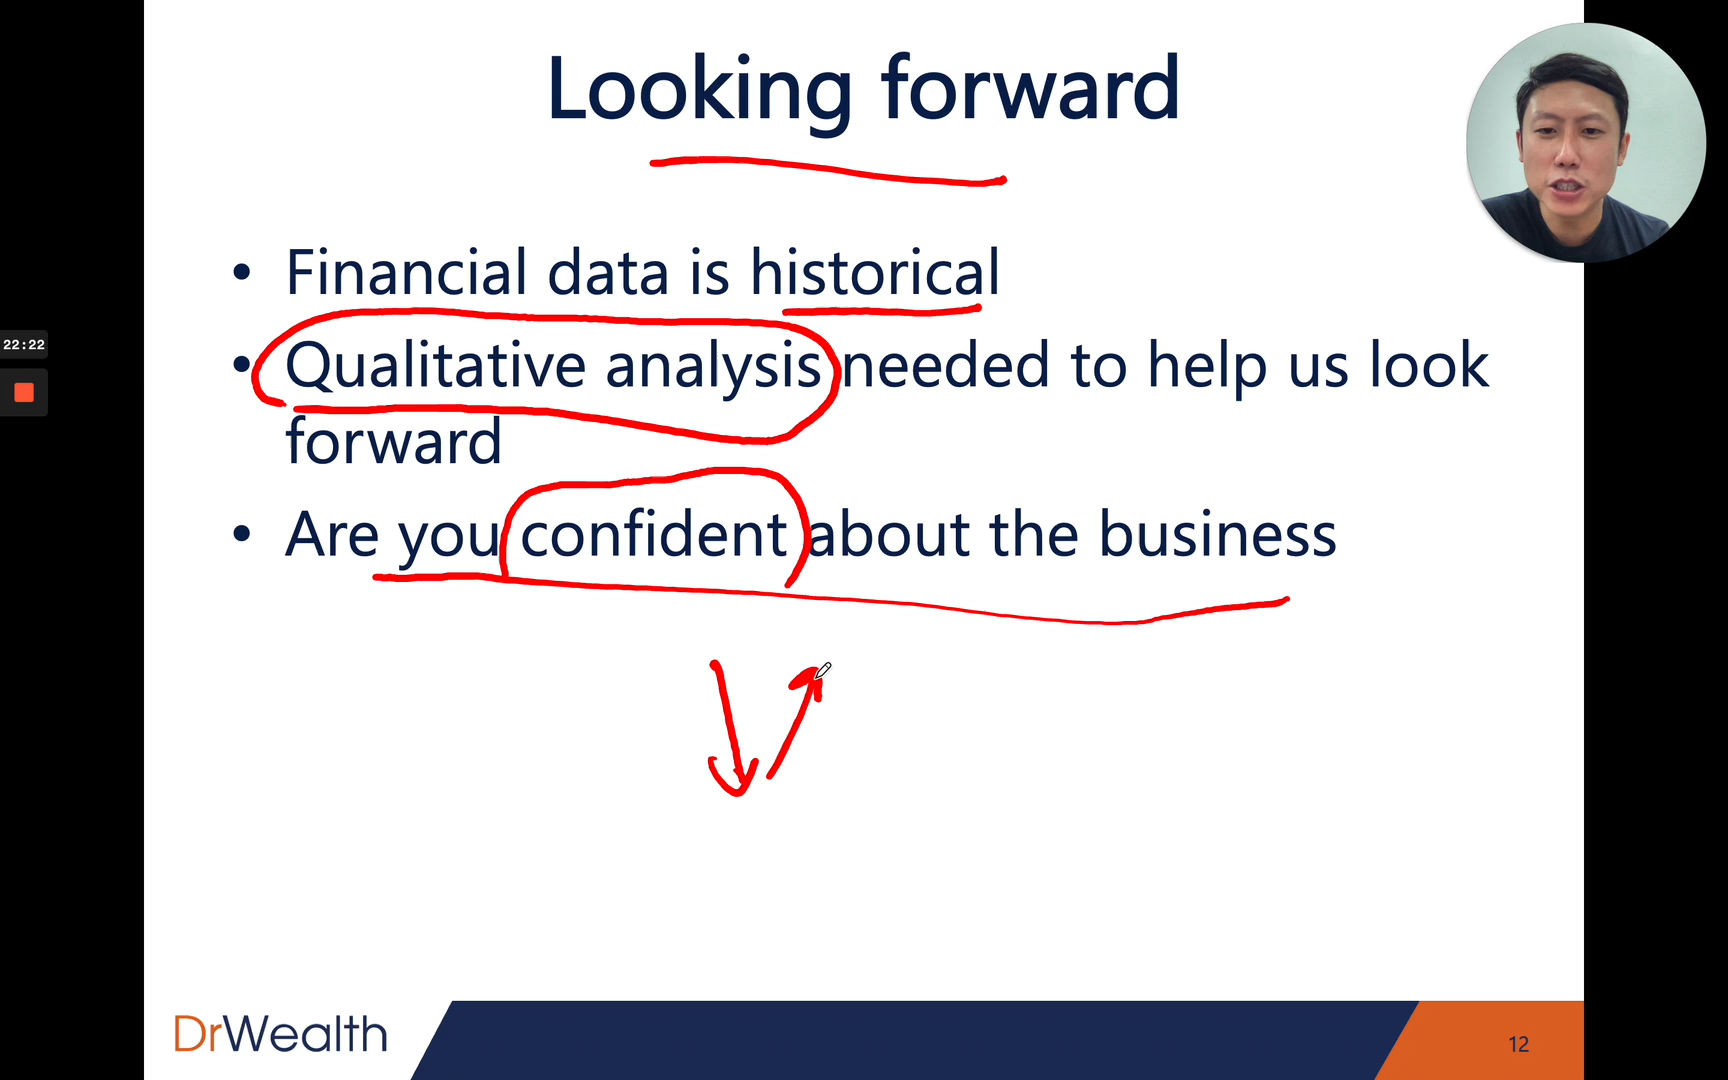 Looking forward
• Financial data is historical
22:22
• Qualitative analysis needed to help us look
forward
• Are you confident about the business
DrWealth
12